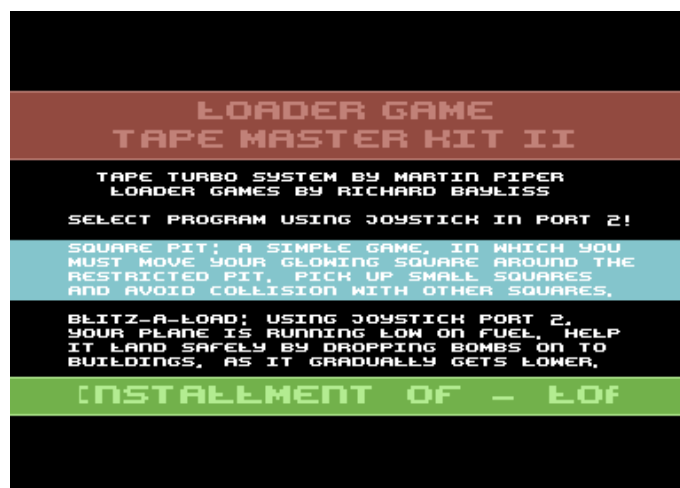 LOADER GAME
TAPE MASTER KIT II
TAPE TURBO SYSTEM BY MARTIN PIPER
LOADER GAMES BY RICHARD BAYLISS
SELECT PROGRAM USING JOYSTICK IN PORT 2!
SQUARE PIT: A SIMPLE GAME, IN WHICH YOU
MUST MOVE YOUR GLOWING SQUARE AROUND THE
RESTRICTED PIT. PICK UP SMALL SQUARES
AND AVOID COLLISION WITH OTHER SQUARES.
BLITZ-A-LOAD: USING JOYSTICK PORT 2,
YOUR PLANE IS RUNNING LOW ON FUEL. HELP
IT LAND SAFELY BY DROPPING BOMBS ON TO
BUILDINGS, AS IT GRADUALLY GETS LOWER.
INSTALLMENT OF -